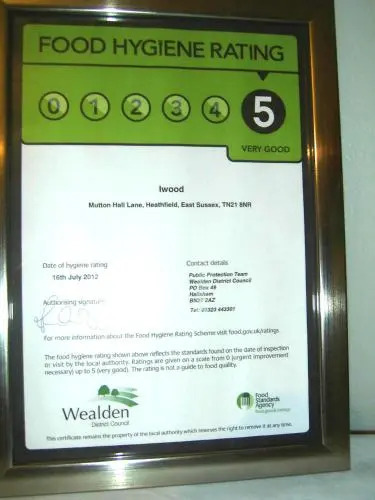 FOOD HYGIENE RATING
0 1 2 3 4 5
VERY GOOD
Iwood
Mutton Hall Lane, Heathfield, East Sussex, TN21 8NR
Date of hygiene rating
16th July 2012
Authorising signature
Contact details
Public Protection Team
Wealden District Council
PO Box 46
Hailsham
BN27 2AZ
Tel: 01323 443301
For more information about the Food Hygiene Rating Scheme visit food.gov.uk/ratings.
The food hygiene rating shown above reflects the standards found on the date of inspection
or visit by the local authority. Ratings are given on a scale from 0 (urgent improvement
necessary) up to 5 (very good). The rating is not a guide to food quality.
Wealden
District Council
Food
Standards
Agency
food.gov.uk/ratings
This certificate remains the property of the local authority which reserves the right to remove it at any time.